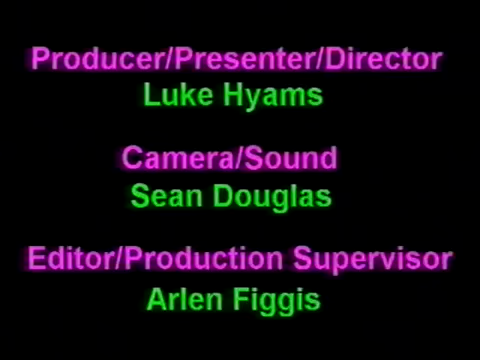 Producer/Presenter/Director
Luke Hyams
Camera/Sound
Sean Douglas
Editor/Production Supervisor
Arlen Figgis